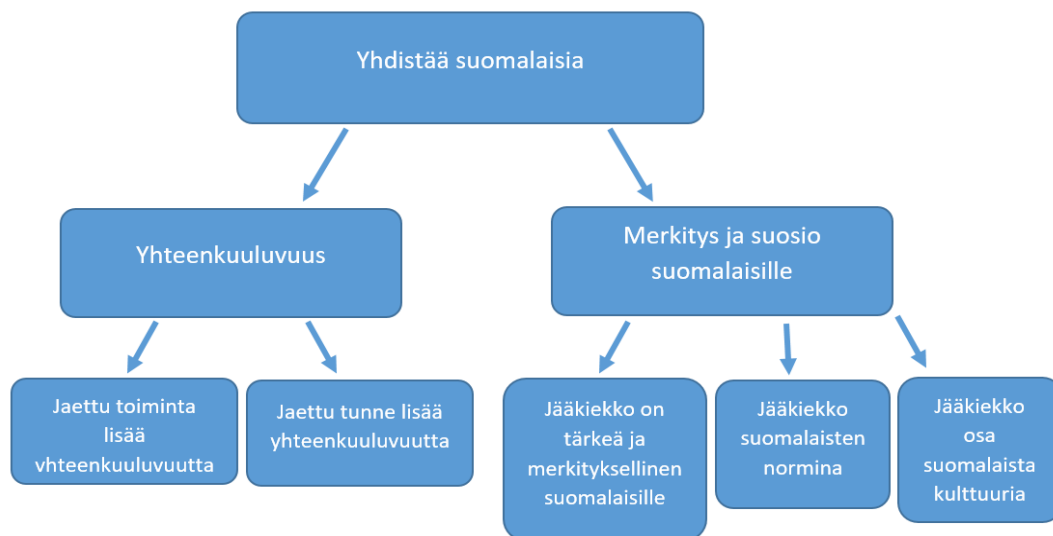 Yhdistää suomalaisia
Yhteenkuuluvuus
Merkitys ja suosio
suomalaisille
Jaettu toiminta
lisää
vhteenkuuluvuutta
Jaettu tunne lisää
yhteenkuuluvuutta
Jääkiekko on
tärkeä ja
merkityksellinen
suomalaisille
Jääkiekko
suomalaisten
normina
Jääkiekko
osa
suomalaista
kulttuuria